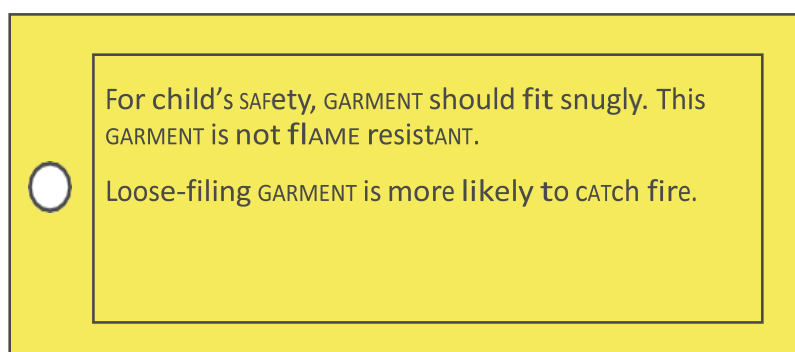 For child's SAFety, GARMENT should fit snugly. This
GARMENT is not flAME resistANT.
Loose-filing GARMENT is more likely to cATch fire.